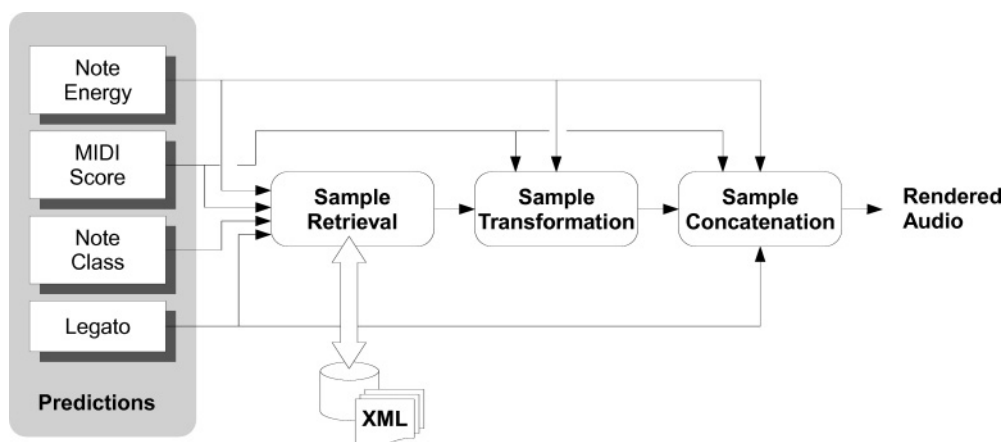 Note
Energy
MIDI
Score
Note
Class
Legato
Predictions
Sample
Retrieval
Sample
Transformation
Sample
Concatenation
Rendered
Audio
XML